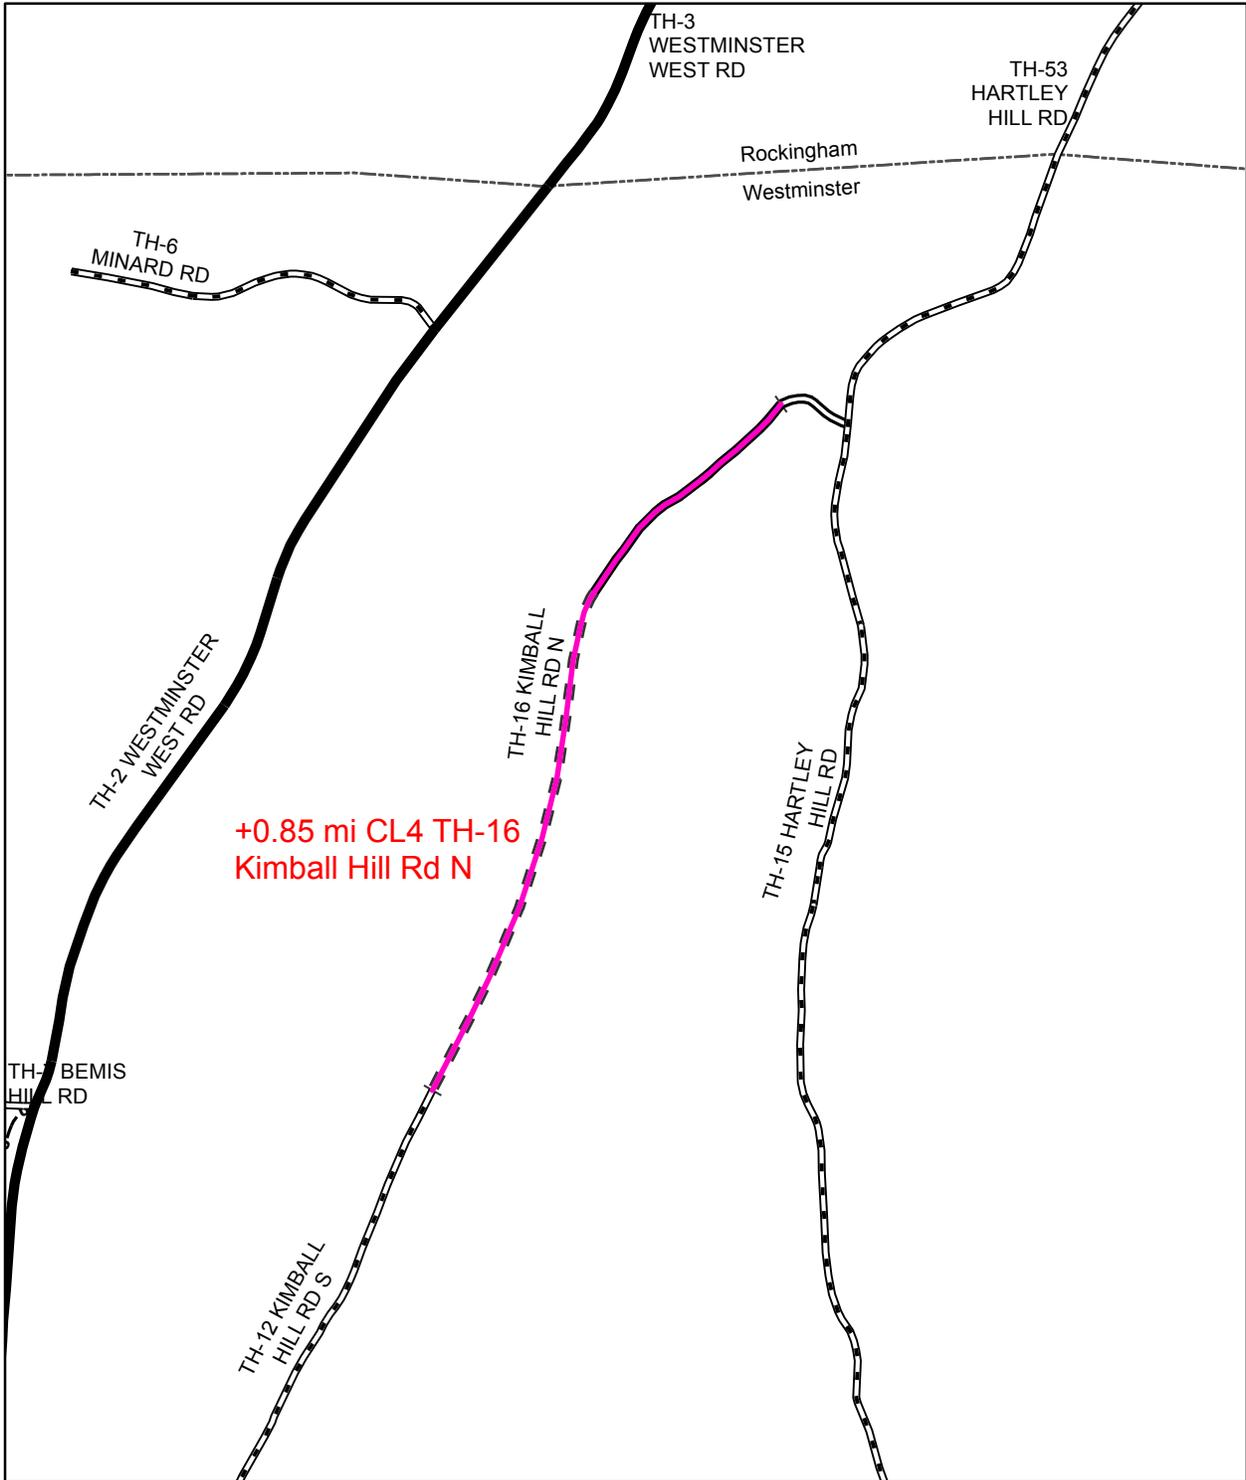 TH-3
WESTMINSTER
WEST RD
TH-53
HARTLEY
HILL RD
Rockingham
Westminster
TH-6
MINARD RD
TH-16 KIMBALL
HILL RD N
TH-2 WESTMINSTER
WEST RD
TH-15 HARTLEY
HILL RD
+0.85 mi CL4 TH-16
Kimball Hill Rd N
BEMIS
HILL RD
TH-12 KIMBALL
HILL RD S